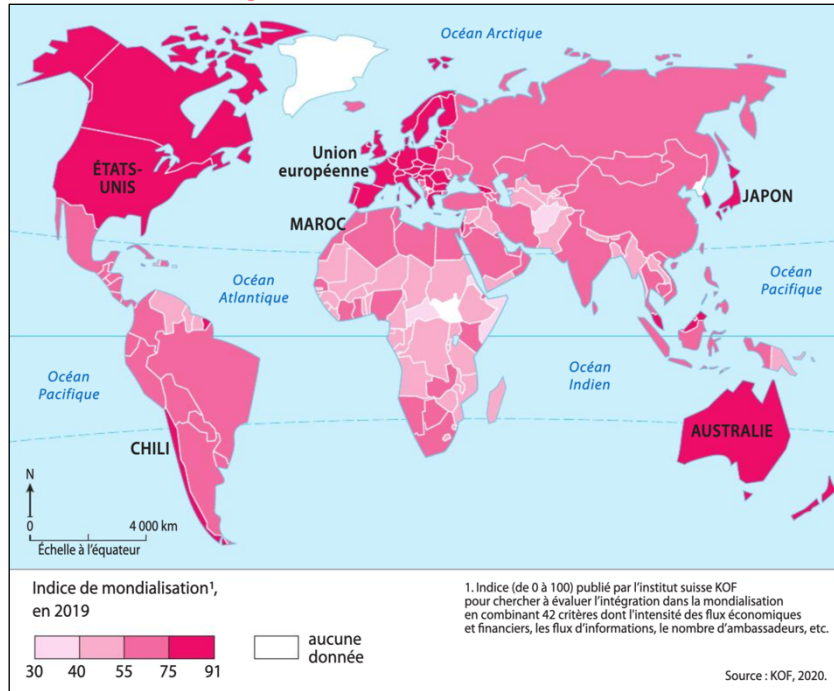 Océan Arctique
Union
européenne
ÉTATS-
UNIS
JAPON
MAROC
Océan
Atlantique
Océan
Pacifique
Océan
Pacifique
Océan
Indien
CHILI
AUSTRALIE
N
0
4 000 km
Échelle à l'équateur
Indice de mondialisation¹,
en 2019
30 40 55 75 91
aucune
donnée
1. Indice (de 0 à 100) publié par l'institut suisse KOF
pour chercher à évaluer l'intégration dans la mondialisation
en combinant 42 critères dont l'intensité des flux économiques
et financiers, les flux d'informations, le nombre d'ambassadeurs, etc.
Source : KOF, 2020.